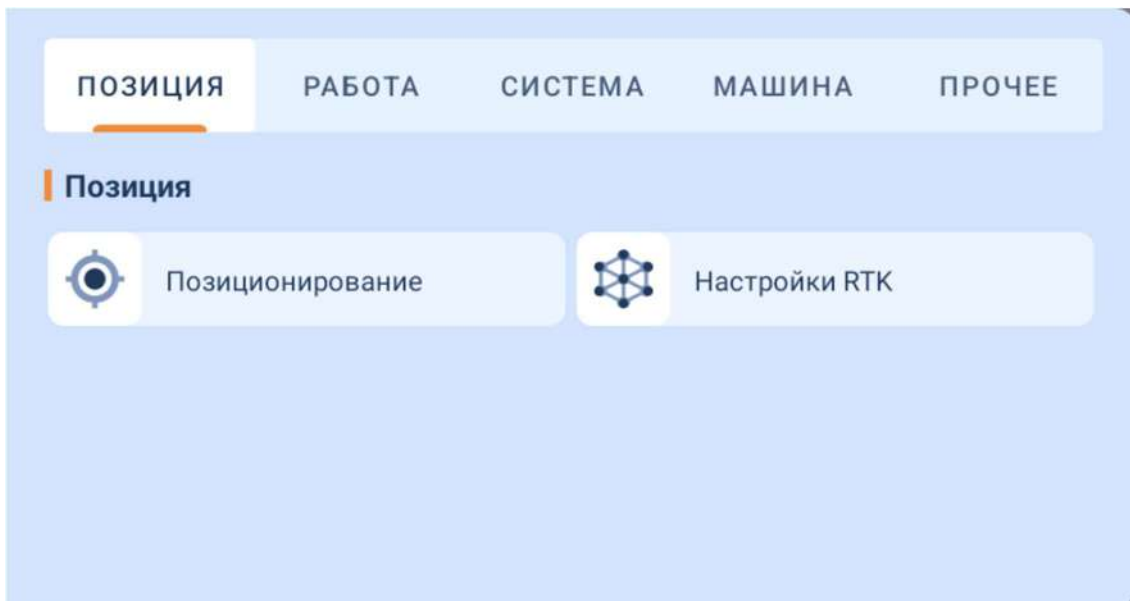 ПОЗИЦИЯ РАБОТА СИСТЕМА МАШИНА ПРОЧЕЕ
Позиция
Позиционирование Настройки RTK